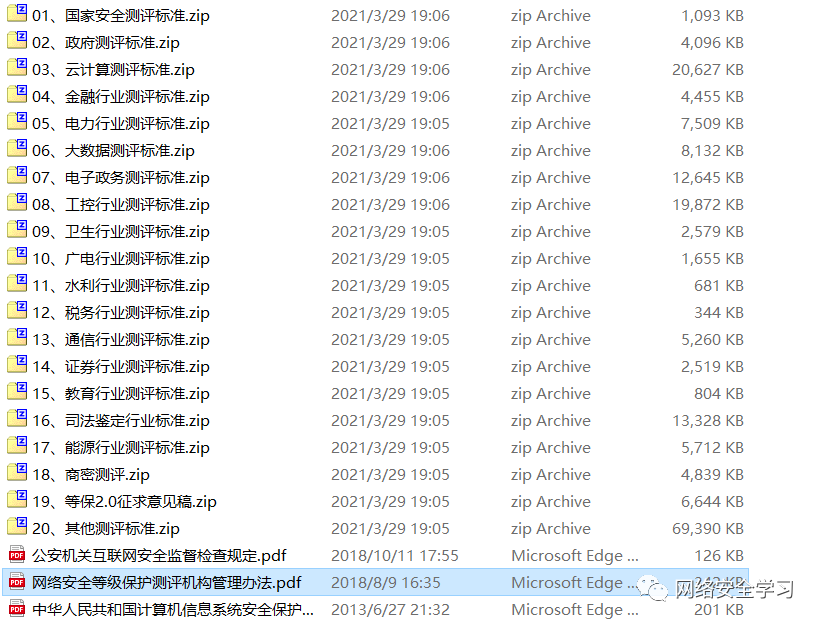 01、国家安全测评标准.zip 2021/3/29 19:06 zip Archive 1,093 KB
02、政府测评标准.zip 2021/3/29 19:06 zip Archive 4,096 KB
03、云计算测评标准.zip 2021/3/29 19:06 zip Archive 20,627 KB
04、金融行业测评标准.zip 2021/3/29 19:06 zip Archive 4,455 KB
05、电力行业测评标准.zip 2021/3/29 19:05 zip Archive 7,509 KB
06、大数据测评标准.zip 2021/3/29 19:06 zip Archive 8,132 KB
07、电子政务测评标准.zip 2021/3/29 19:06 zip Archive 12,645 KB
08、工控行业测评标准.zip 2021/3/29 19:06 zip Archive 19,872 KB
09、卫生行业测评标准.zip 2021/3/29 19:05 zip Archive 2,579 KB
10、广电行业测评标准.zip 2021/3/29 19:05 zip Archive 1,655 KB
11、水利行业测评标准.zip 2021/3/29 19:05 zip Archive 681 KB
12、税务行业测评标准.zip 2021/3/29 19:05 zip Archive 344 KB
13、通信行业测评标准.zip 2021/3/29 19:05 zip Archive 5,260 KB
14、证券行业测评标准.zip 2021/3/29 19:05 zip Archive 2,519 KB
15、教育行业测评标准.zip 2021/3/29 19:05 zip Archive 804 KB
16、司法鉴定行业标准.zip 2021/3/29 19:05 zip Archive 13,328 KB
17、能源行业测评标准.zip 2021/3/29 19:05 zip Archive 5,712 KB
18、商密测评.zip 2021/3/29 19:05 zip Archive 4,839 KB
19、等保2.0征求意见稿.zip 2021/3/29 19:05 zip Archive 6,644 KB
20、其他测评标准.zip 2021/3/29 19:05 zip Archive 69,390 KB
公安机关互联网安全监督检查规定.pdf 2018/10/11 17:55 Microsoft Edge ... 126 KB
网络安全等级保护测评机构管理办法.pdf 2018/8/9 16:35 Microsoft Edge ... KB
网络安全学习
中华人民共和国计算机信息系统安全保护... 2013/6/27 21:32 Microsoft Edge ... 201 KB